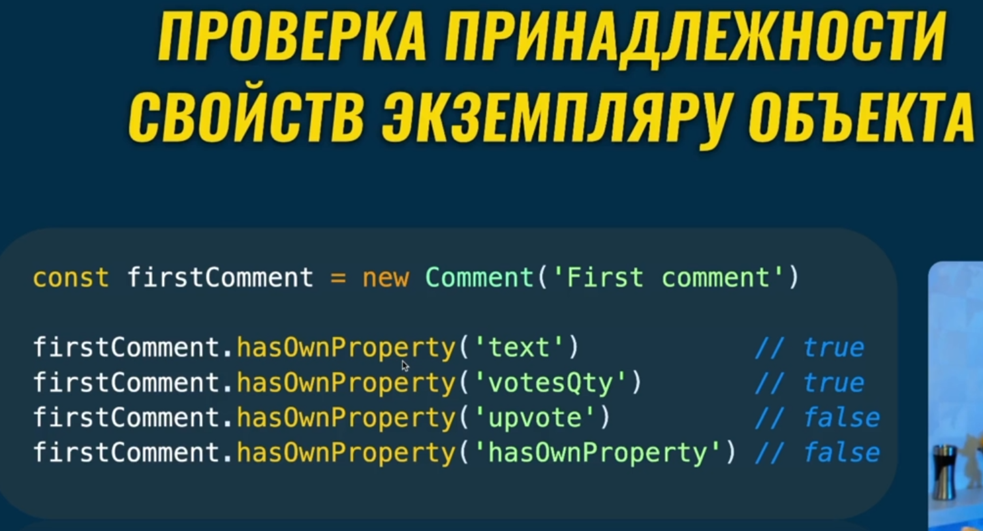 ПРОВЕРКА ПРИНАДЛЕЖНОСТИ
СВОЙСТВ ЭКЗЕМПЛЯРУ ОБЪЕКТА
const firstComment = new Comment('First comment')
firstComment.hasOwnProperty('text') // true
firstComment.hasOwnProperty('votesQty') // true
firstComment.hasOwnProperty('upvote') // false
firstComment.hasOwnProperty('hasOwnProperty') // false